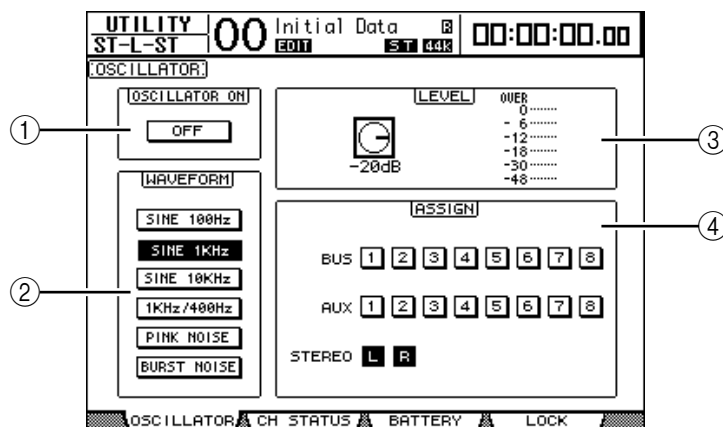 UTILITY
ST-L-ST
00
Initial Data R
EDIT ST 44K
00:00:00.00
OSCILLATOR
OSCILLATOR ON
OFF
1
WAVEFORM
SINE 100Hz
SINE 1KHz
SINE 10KHz
1KHz/400Hz
PINK NOISE
BURST NOISE
2
LEVEL
-20dB
OVER
0
- 6
-12
-18
-30
-48
3
ASSIGN
BUS 1 2 3 4 5 6 7 8
AUX 1 2 3 4 5 6 7 8
STEREO L R
4
OSCILLATOR CH STATUS BATTERY LOCK